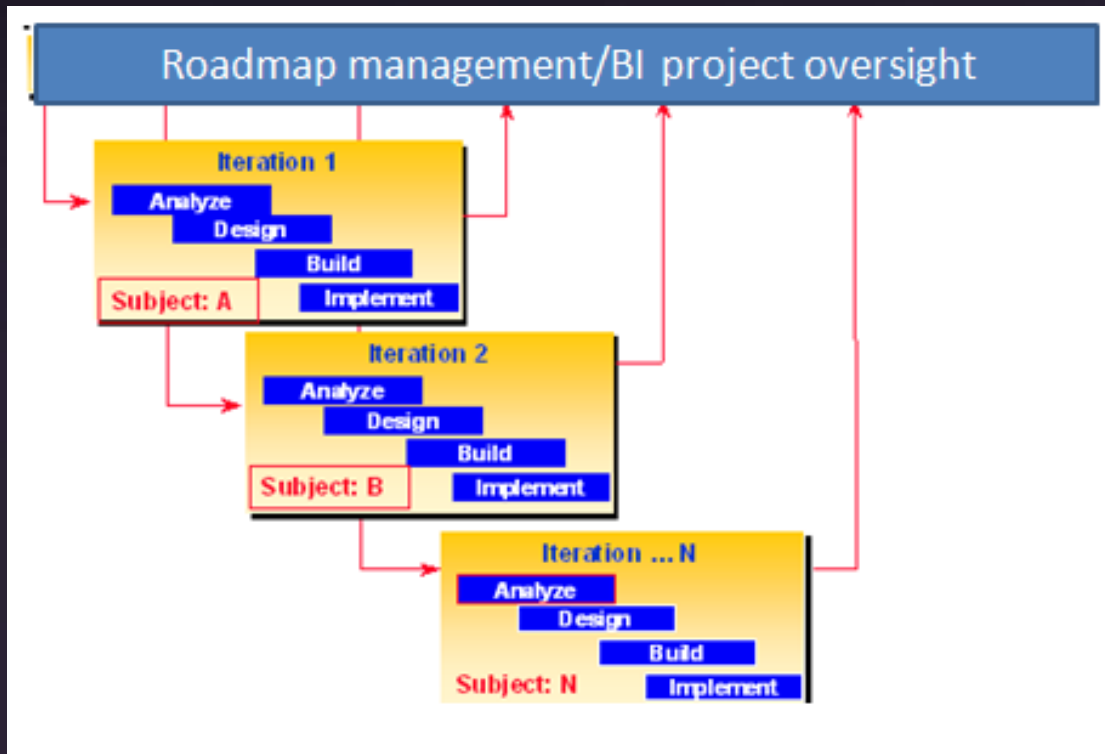 Roadmap management/BI project oversight
Iteration 1
Analyze
Design
Build
Implement
Subject: A
Iteration 2
Analyze
Design
Build
Implement
Subject: B
Iteration ... N
Analyze
Design
Build
Implement
Subject: N